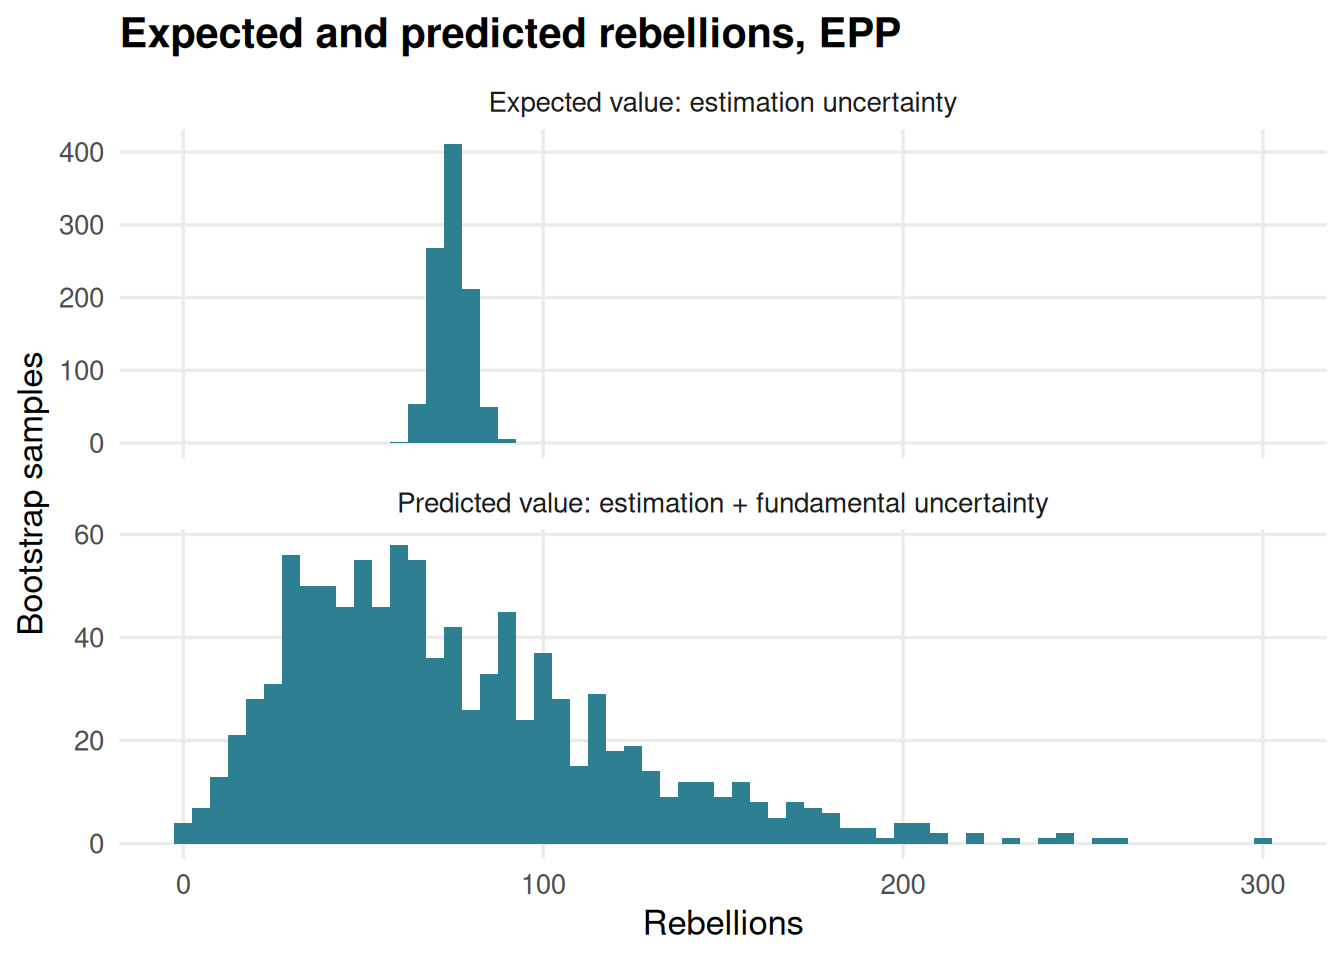 Expected and predicted rebellions, EPP
Expected value: estimation uncertainty
400
300
200
100
0
Predicted value: estimation + fundamental uncertainty
60
40
20
0
0 100 200 300
Rebellions
Bootstrap samples